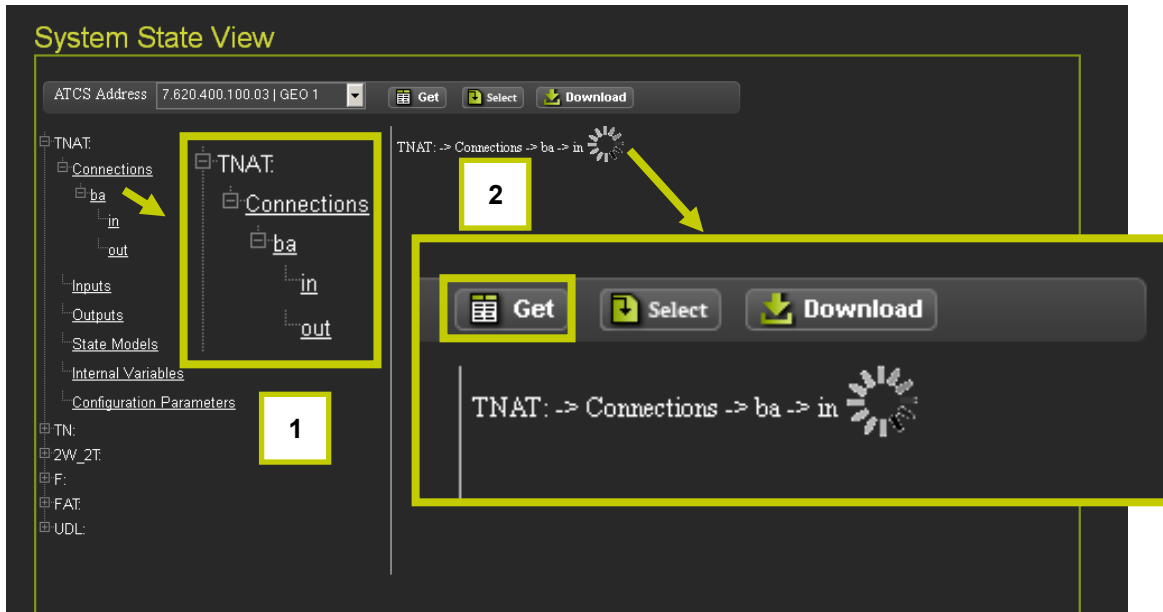 System State View
ATCS Address 7.620.400.100.03 | GEO 1 Get Select Download
TNAT:
Connections
ba
in
out
Inputs
Outputs
State Models
Internal Variables
Configuration Parameters
TN:
2W_2T:
F:
FAT:
UDL:
TNAT:
Connections
ba
in
out
1
TNAT: -> Connections -> ba -> in
2
Get Select Download
TNAT: -> Connections -> ba -> in